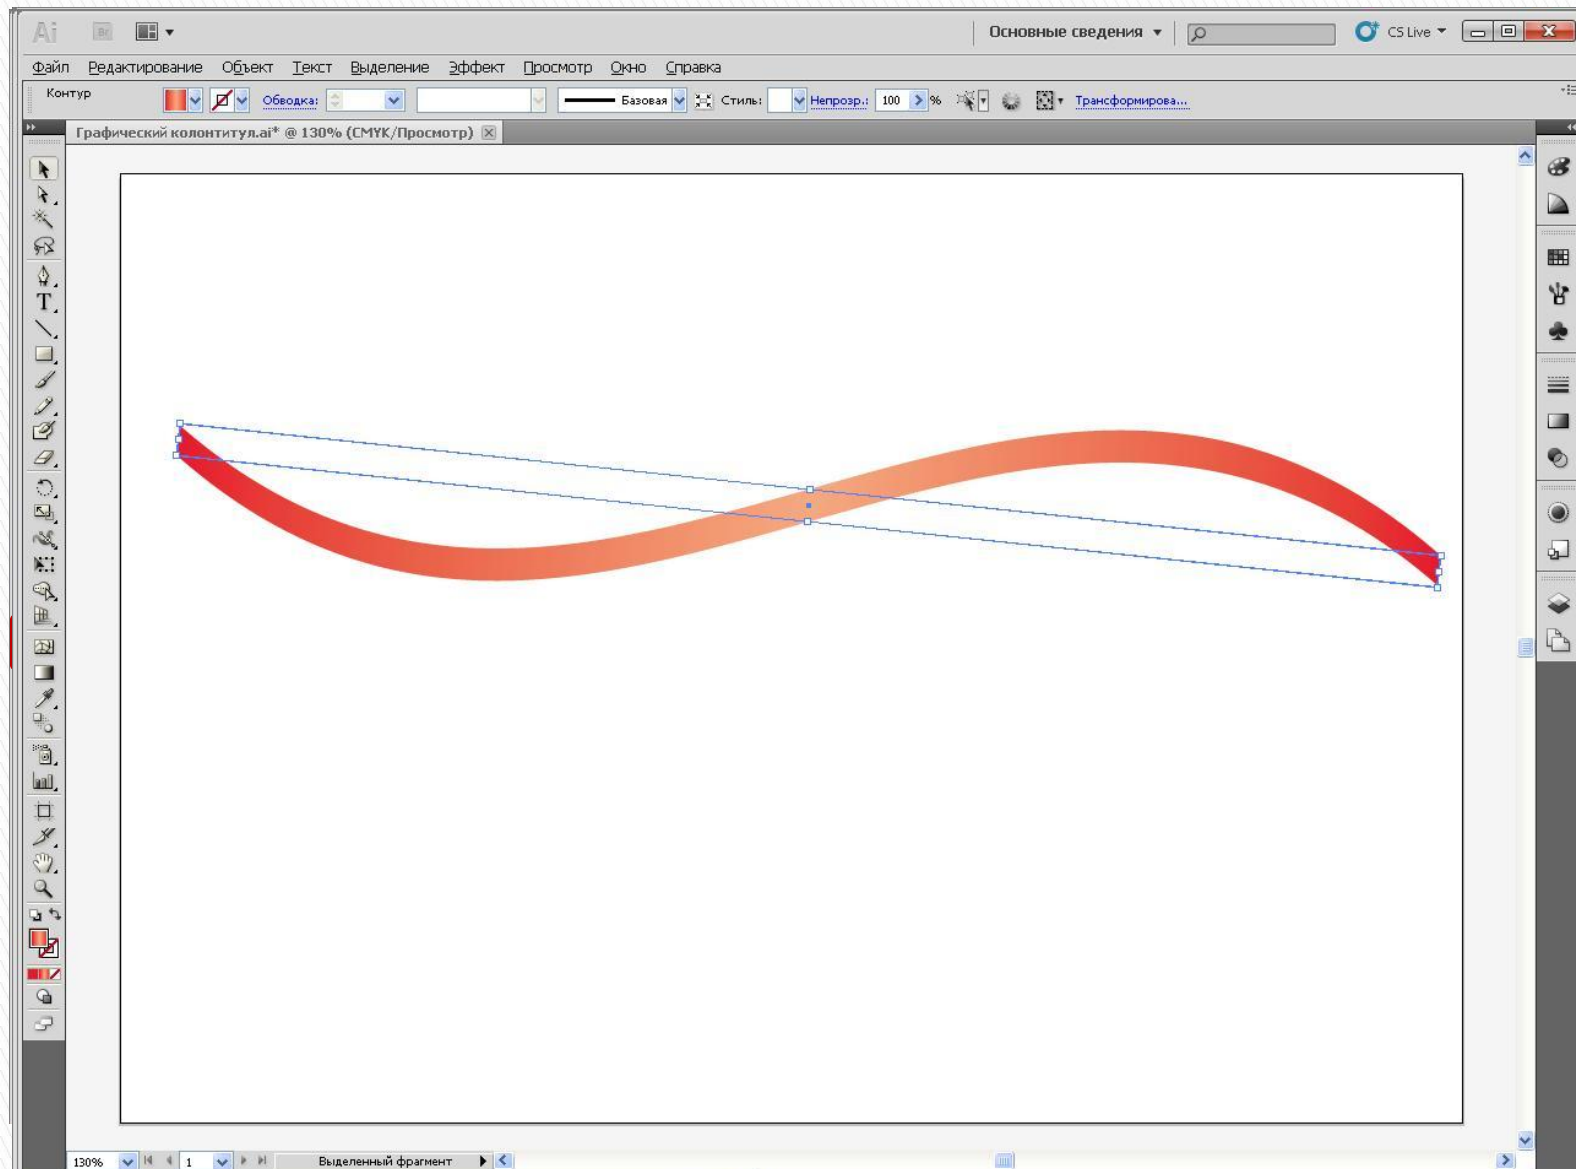 Ai Br Основные сведения CS Live
Файл Редактирование Объект Текст Выделение Эффект Просмотр Окно Справка
Контур Обводка: Базовая Стиль: Непрозр.: 100 % Трансформирова...
Графический колонтитул.ai* @ 130% (CMYK/Просмотр)
T
130% 1 Выделенный фрагмент